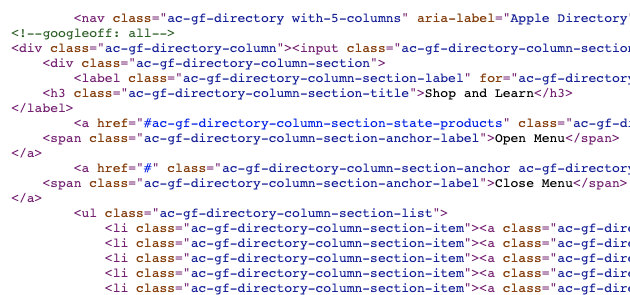 <nav class="ac-gf-directory with-5-columns" aria-label="Apple Directory"
<!--googleoff: all-->
<div class="ac-gf-directory-column"><input class="ac-gf-directory-column-section
<div class="ac-gf-directory-column-section">
<label class="ac-gf-directory-column-section-label" for="ac-gf-directory
<h3 class="ac-gf-directory-column-section-title">Shop and Learn</h3>
</label>
<a href="#ac-gf-directory-column-section-state-products" class="ac-gf-di
<span class="ac-gf-directory-column-section-anchor-label">Open Menu</span>
</a>
<a href="#" class="ac-gf-directory-column-section-anchor ac-gf-directory
<span class="ac-gf-directory-column-section-anchor-label">Close Menu</span>
</a>
<ul class="ac-gf-directory-column-section-list">
<li class="ac-gf-directory-column-section-item"><a class="ac-gf-dire
<li class="ac-gf-directory-column-section-item"><a class="ac-gf-dire
<li class="ac-gf-directory-column-section-item"><a class="ac-gf-dire
<li class="ac-gf-directory-column-section-item"><a class="ac-gf-dire
<li class="ac-gf-directory-column-section-item"><a class="ac-gf-dire